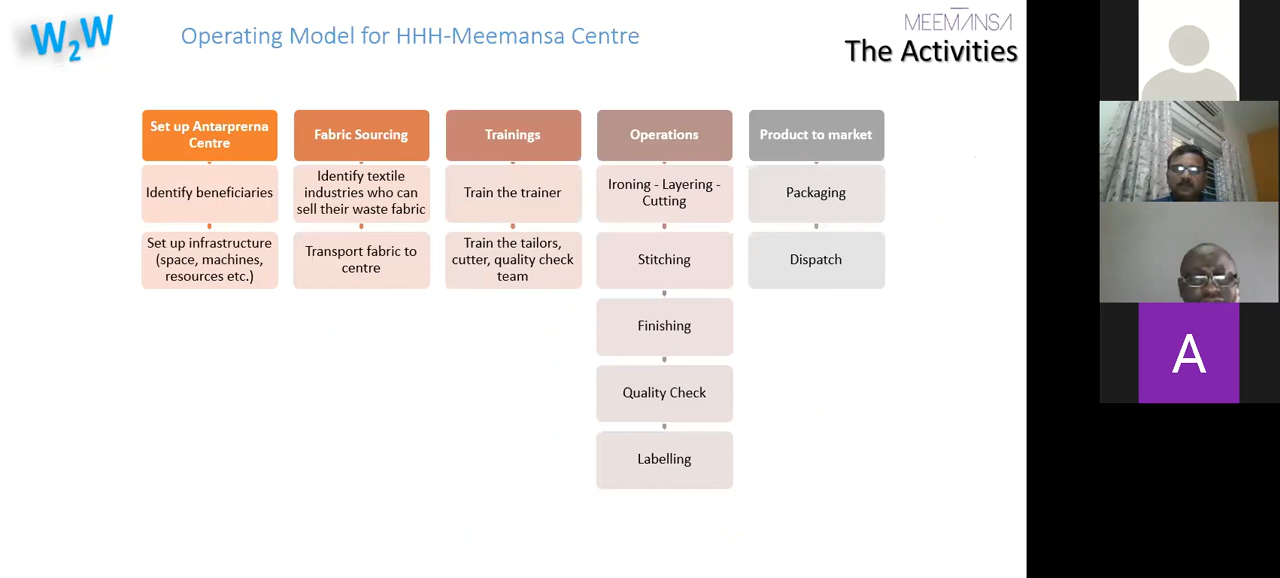 W2W
Operating Model for HHH-Meemansa Centre
MEEMANSA
The Activities
Set up Antarprerna
Centre
Identify beneficiaries
Set up infrastructure
(space, machines,
resources etc.)
Fabric Sourcing
Identify textile
industries who can
sell their waste fabric
Transport fabric to
centre
Trainings
Train the trainer
Train the tailors,
cutter, quality check
team
Operations
Ironing - Layering -
Cutting
Stitching
Finishing
Quality Check
Labelling
Product to market
Packaging
Dispatch
A